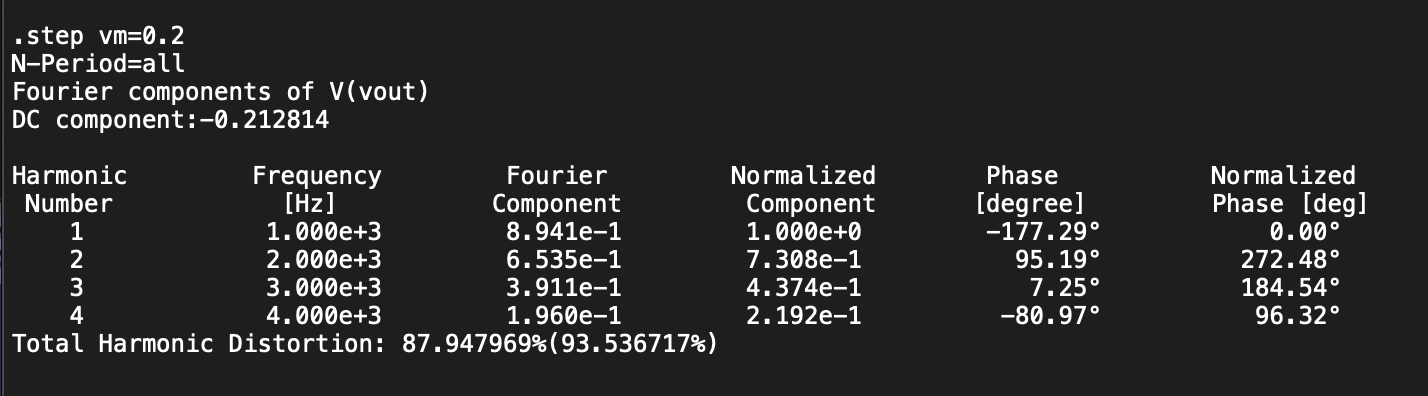 .step vm=0.2
N-Period=all
Fourier components of V(vout)
DC component:-0.212814
Harmonic Frequency Fourier Normalized Phase Normalized
Number [Hz] Component Component [degree] Phase [deg]
1 1.000e+3 8.941e-1 1.000e+0 -177.29° 0.00°
2 2.000e+3 6.535e-1 7.308e-1 95.19° 272.48°
3 3.000e+3 3.911e-1 4.374e-1 7.25° 184.54°
4 4.000e+3 1.960e-1 2.192e-1 -80.97° 96.32°
Total Harmonic Distortion: 87.947969%(93.536717%)